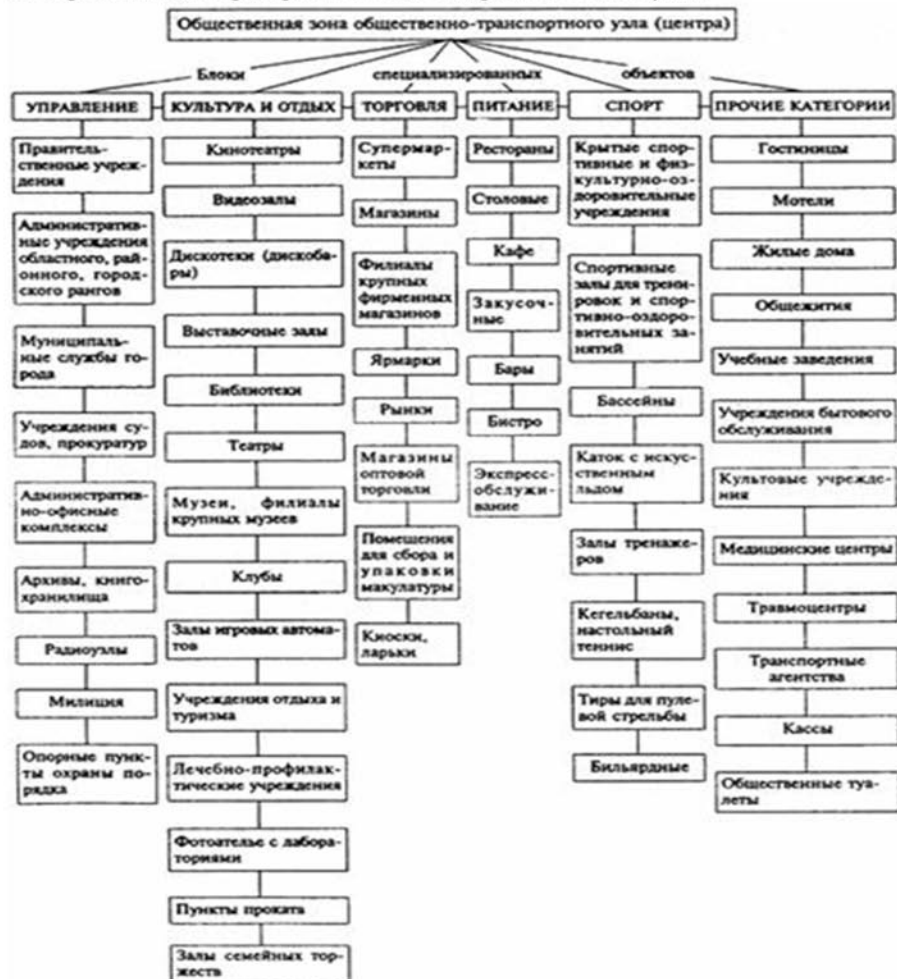 Общественная зона общественно-транспортного узла (центра)
Блоки специализированных объектов
УПРАВЛЕНИЕ
Правитель-
ственные учреж-
дения
Административ-
ные учреждения
областного, рай-
онного, город-
ского рангов
Муниципаль-
ные службы го-
рода
Учреждения су-
дов, прокуратур
Административ-
но-офисные
комплексы
Архивы, книго-
хранилища
Радиоузлы
Милиция
Опорные пунк-
ты охраны по-
рядка
КУЛЬТУРА И ОТДЫХ
Кинотеатры
Видеозалы
Дискотеки (дискоба-
ры)
Выставочные залы
Библиотеки
Театры
Музеи, филиалы
крупных музеев
Клубы
Залы игровых автома-
тов
Учреждения отдыха и
туризма
Лечебно-профилак-
тические учреждения
Фотоателье с лабора-
ториями
Пункты проката
Залы семейных тор-
жеств
ТОРГОВЛЯ
Супермар-
кеты
Магазины
Филиалы
крупных
фирменных
магазинов
Ярмарки
Рынки
Магазины
оптовой
торговли
Помещения
для сбора и
упаковки
макулатуры
Киоски,
ларьки
ПИТАНИЕ
Рестораны
Столовые
Кафе
Закусоч-
ные
Бары
Бистро
Экспресс-
обслужи-
вание
СПОРТ
Крытые спор-
тивные и физ-
культурно-оз-
доровительные
учреждения
Спортивные
залы для трени-
ровок и спор-
тивно-оздоро-
вительных за-
нятий
Бассейны
Каток с искус-
ственным
льдом
Залы тренаже-
ров
Кегельбаны,
настольный
теннис
Тиры для пуле-
вой стрельбы
Бильярдные
ПРОЧИЕ КАТЕГОРИИ
Гостиницы
Мотели
Жилые дома
Общежития
Учебные заведения
Учреждения бытового
обслуживания
Культовые учрежде-
ния
Медицинские центры
Травмоцентры
Транспортные
агентства
Кассы
Общественные туа-
леты